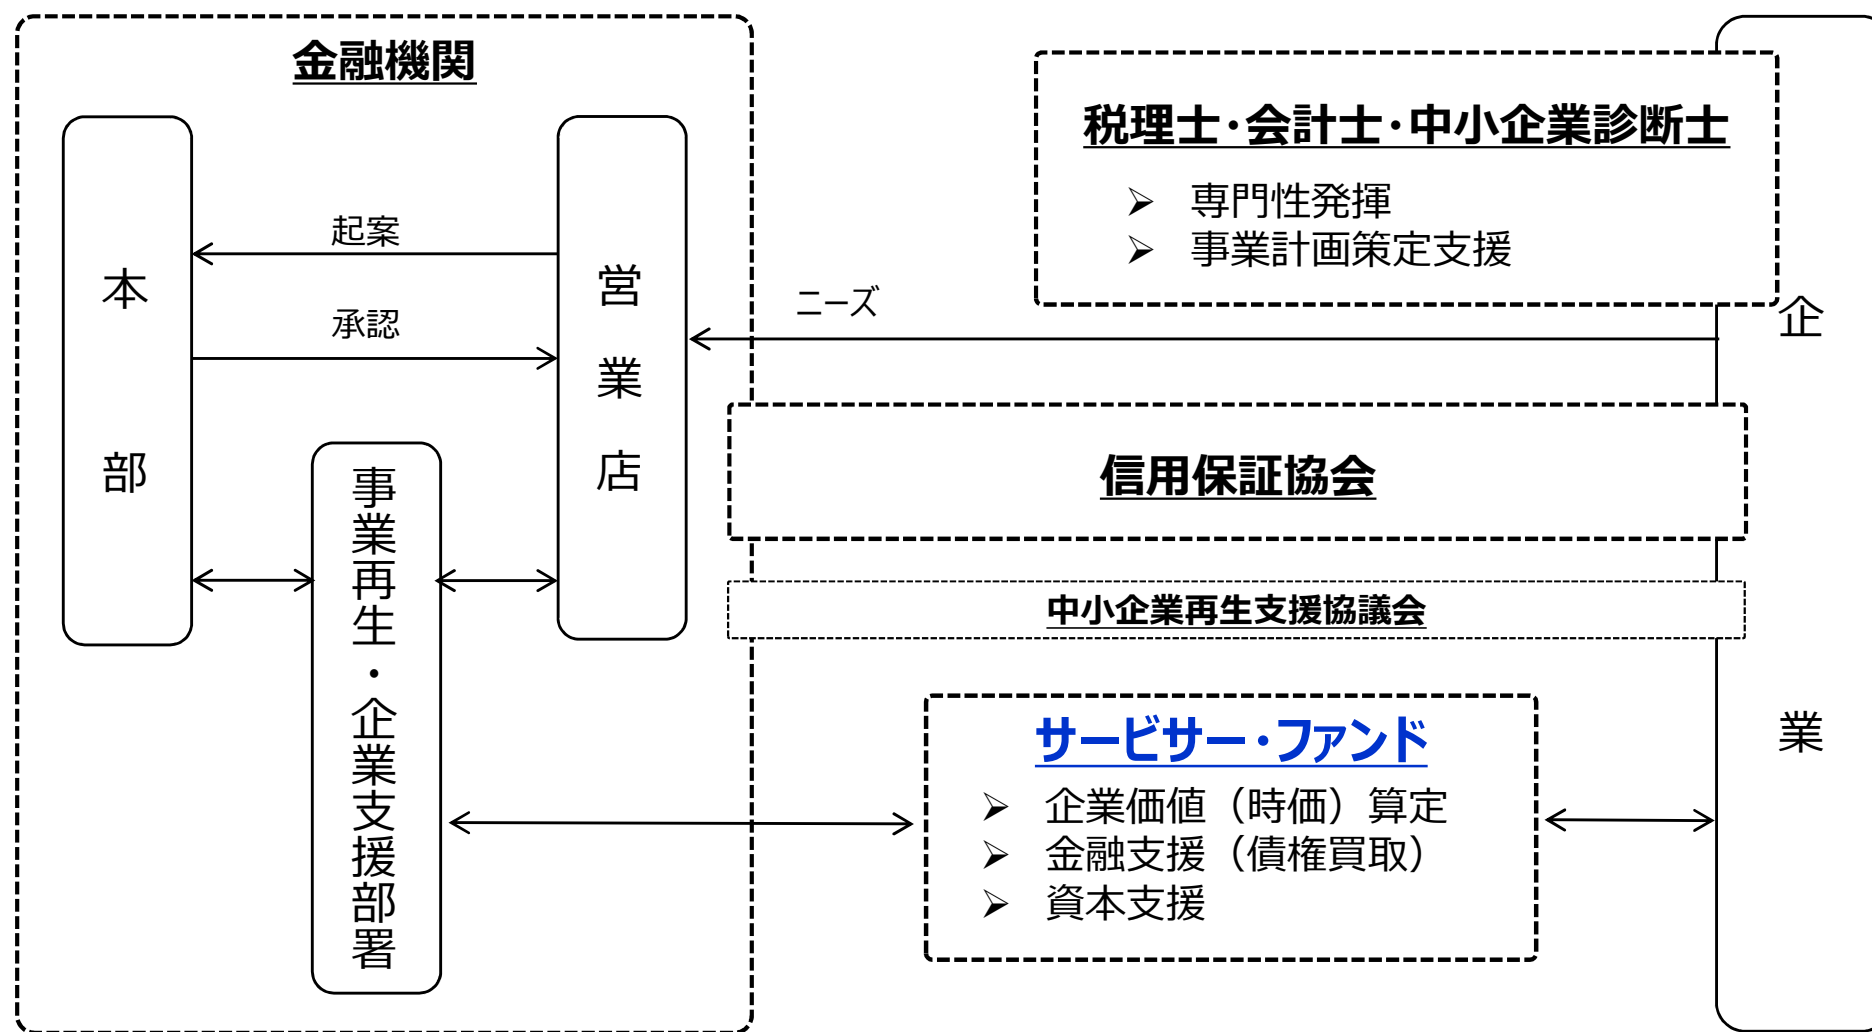 金融機関
本部
起案
承認
営業店
事業再生・企業支援部署
ニーズ
税理士・会計士・中小企業診断士
➢ 専門性発揮
➢ 事業計画策定支援
信用保証協会
中小企業再生支援協議会
サービサー・ファンド
➢ 企業価値（時価）算定
➢ 金融支援（債権買取）
➢ 資本支援
企業